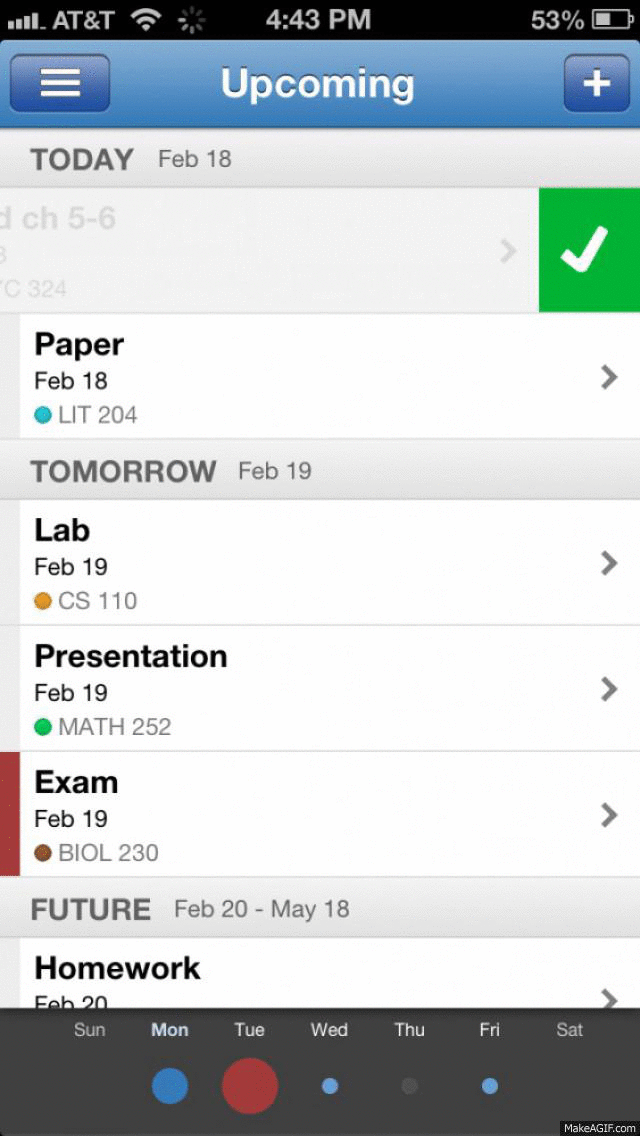 AT&T 4:43 PM 53%
Upcoming
TODAY Feb 18
d ch 5-6
C 324
Paper
Feb 18
LIT 204
TOMORROW Feb 19
Lab
Feb 19
CS 110
Presentation
Feb 19
MATH 252
Exam
Feb 19
BIOL 230
FUTURE Feb 20 - May 18
Homework
Feb 20
Sun Mon Tue Wed Thu Fri Sat
MakeAGIF.com